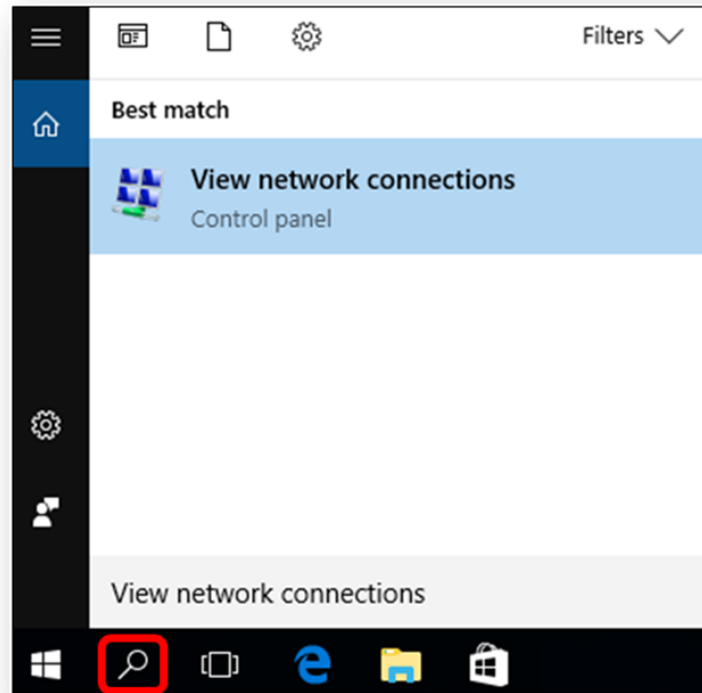 Filters
Best match
View network connections
Control panel
View network connections